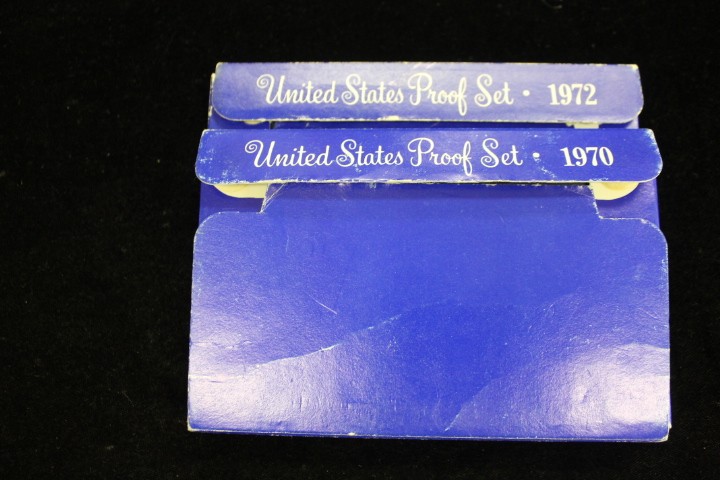 United States Proof Set • 1972
United States Proof Set • 1970